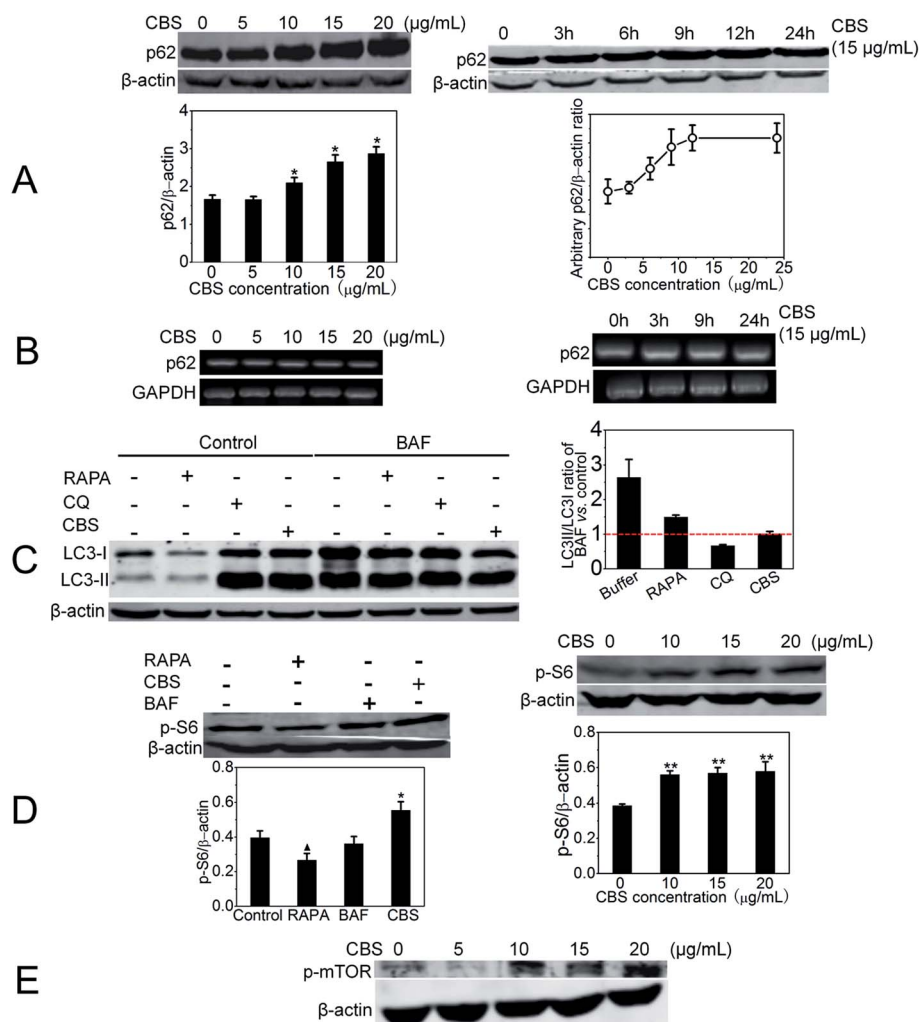 CBS 0 5 10 15 20 (μg/mL)
p62
β-actin
4
3
2
1
0
p62/β-actin
* * *
0 5 10 15 20
CBS concentration (μg/mL)
A
0 3h 6h 9h 12h 24h CBS
(15 μg/mL)
p62
β-actin
Arbitrary p62/β-actin ratio
0 5 10 15 20 25
CBS concentration (μg/mL)
B
CBS 0 5 10 15 20 (μg/mL)
p62
GAPDH
0h 3h 9h 24h CBS
(15 μg/mL)
p62
GAPDH
C
Control BAF
RAPA - + - - - + - -
CQ - - + - - - + -
CBS - - - + - - - +
LC3-I
LC3-II
β-actin
LC3II/LC3I ratio of
BAF vs. control
4
3
2
1
0
Buffer RAPA CQ CBS
D
RAPA - + - -
CBS - - - +
BAF - - + -
p-S6
β-actin
0.8
0.6
0.4
0.2
0.0
p-S6/β-actin
▲ *
Control RAPA BAF CBS
CBS 0 10 15 20 (μg/mL)
p-S6
β-actin
0.8
0.6
0.4
0.2
0.0
p-S6/β-actin
** ** **
0 10 15 20
CBS concentration (μg/mL)
E
CBS 0 5 10 15 20 (μg/mL)
p-mTOR
β-actin